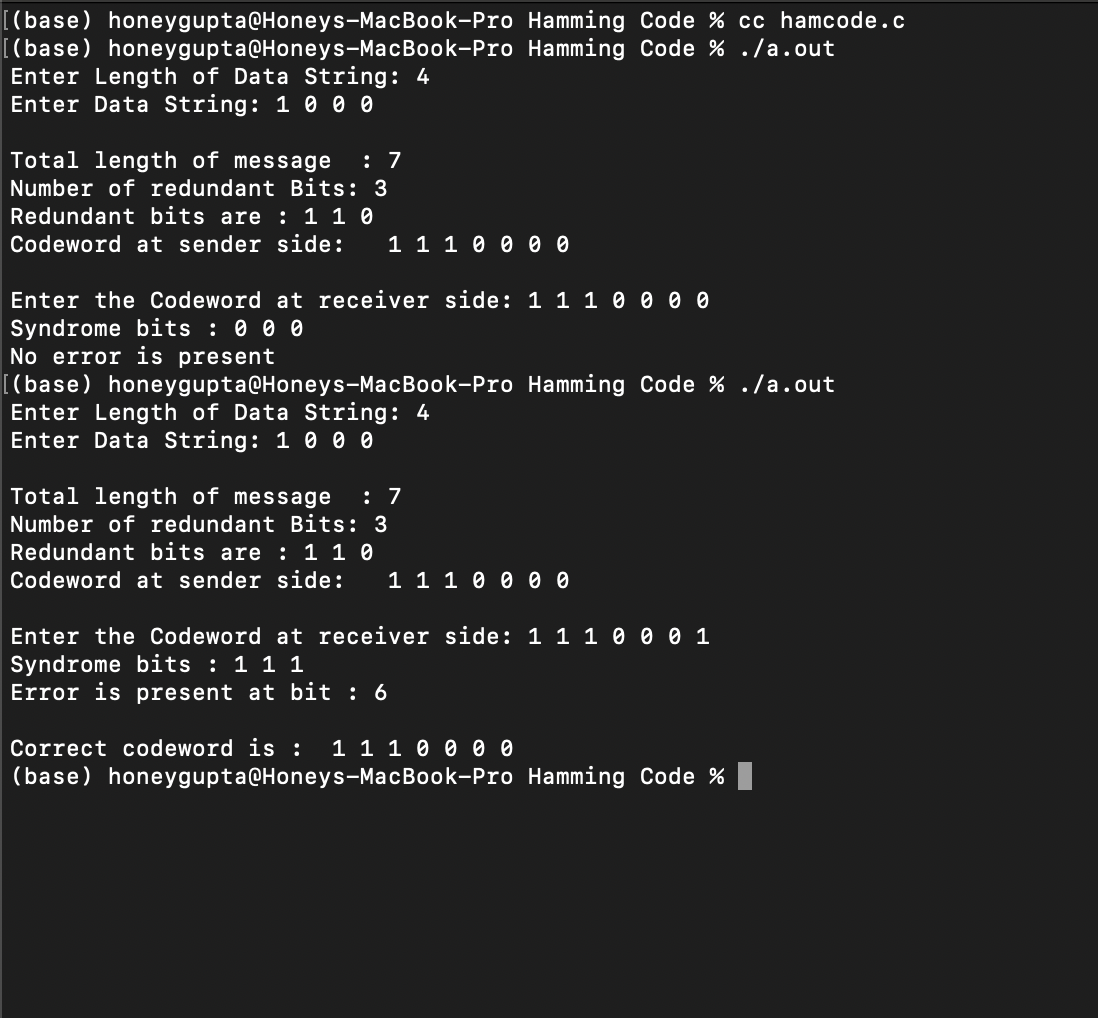 [(base) honeygupta@Honeys-MacBook-Pro Hamming Code % cc hamcode.c
[(base) honeygupta@Honeys-MacBook-Pro Hamming Code % ./a.out
Enter Length of Data String: 4
Enter Data String: 1 0 0 0
Total length of message  : 7
Number of redundant Bits: 3
Redundant bits are : 1 1 0
Codeword at sender side:   1 1 1 0 0 0 0
Enter the Codeword at receiver side: 1 1 1 0 0 0 0
Syndrome bits : 0 0 0
No error is present
[(base) honeygupta@Honeys-MacBook-Pro Hamming Code % ./a.out
Enter Length of Data String: 4
Enter Data String: 1 0 0 0
Total length of message  : 7
Number of redundant Bits: 3
Redundant bits are : 1 1 0
Codeword at sender side:   1 1 1 0 0 0 0
Enter the Codeword at receiver side: 1 1 1 0 0 0 1
Syndrome bits : 1 1 1
Error is present at bit : 6
Correct codeword is :  1 1 1 0 0 0 0
(base) honeygupta@Honeys-MacBook-Pro Hamming Code %